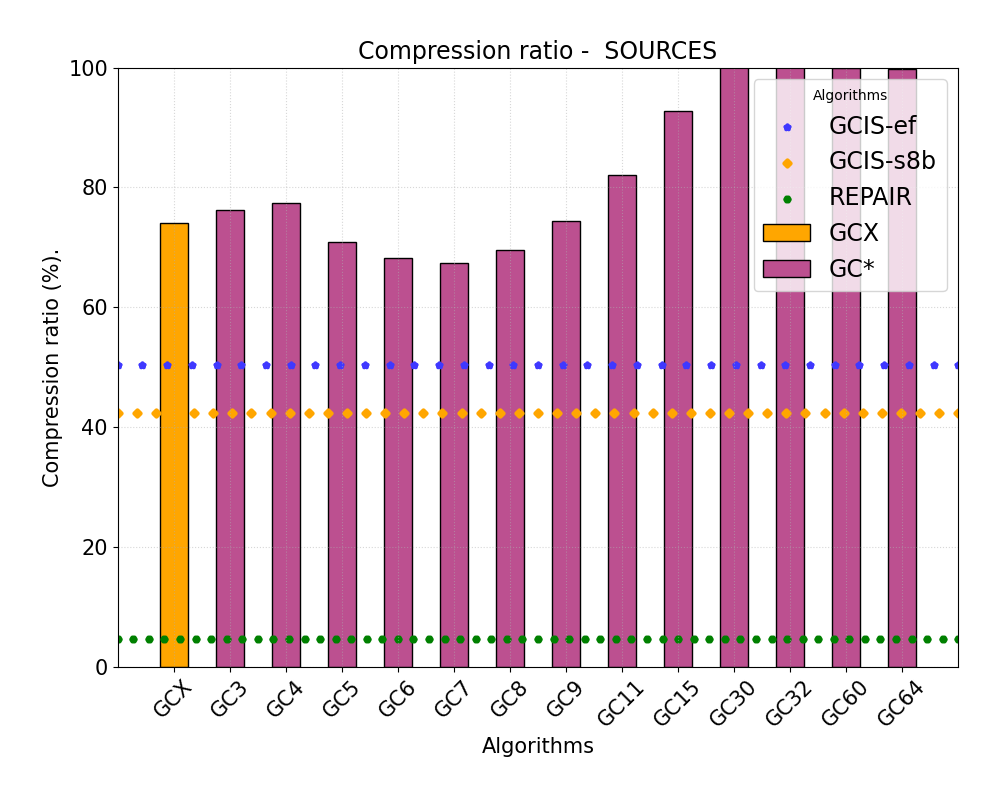 Compression ratio -  SOURCES
Compression ratio (%).
100
80
60
40
20
0
Algorithms
GCIS-ef
GCIS-s8b
REPAIR
GCX
GC*
GCX
GC3
GC4
GC5
GC6
GC7
GC8
GC9
GC11
GC15
GC30
GC32
GC60
GC64
Algorithms